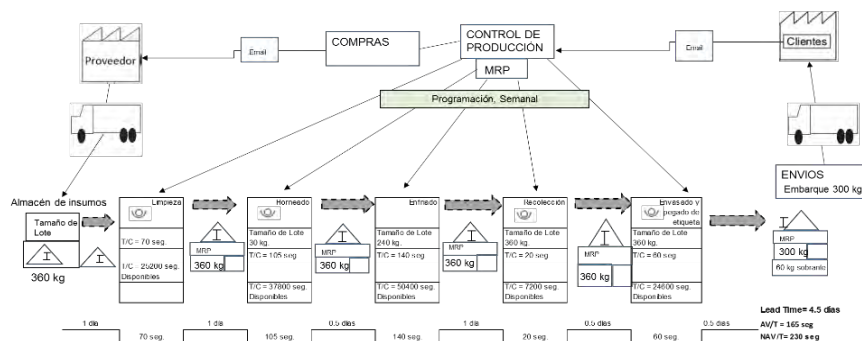 Proveedor
Email
COMPRAS
CONTROL DE
PRODUCCIÓN
MRP
Email
Clientes
Programación, Semanal
ENVIOS
Embarque 300 kg
Almacén de insumos
Tamaño de
Lote
I
360 kg
I
Limpieza
T/C = 70 seg.
T/C = 25200 seg.
Disponibles
I
MRP
360 kg
Horneado
Tamaño de Lote
30 kg.
T/C = 105 seg
T/C = 37800 seg.
Disponibles
I
MRP
360 kg
Enfriado
Tamaño de Lote
240 kg.
T/C = 140 seg
T/C = 50400 seg.
Disponibles
I
MRP
360 kg
Recolección
Tamaño de Lote
360 kg.
T/C = 20 seg
T/C = 7200 seg.
Disponibles
I
MRP
360 kg
Envasado y
pegado de
etiqueta
Tamaño de Lote
360 kg.
T/C = 60 seg
T/C = 24600 seg.
Disponibles
I
MRP
300 kg
60 kg sobrante
1 día
70 seg.
1 día
105 seg.
0.5 días
140 seg.
1 día
20 seg.
0.5 días
60 seg.
0.5 días
Lead Time= 4.5 días
AV/T = 165 seg
NAV/T= 230 seg